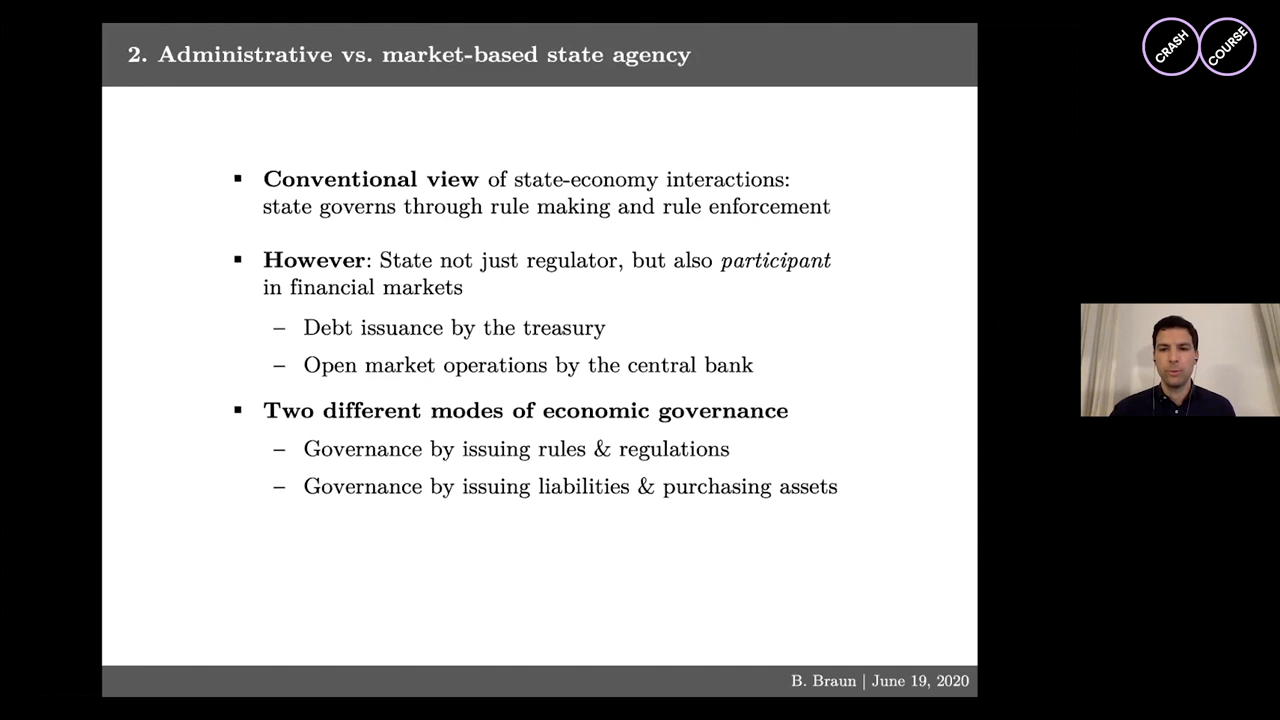 2. Administrative vs. market-based state agency
CRASH
COURSE
▪ Conventional view of state-economy interactions:
state governs through rule making and rule enforcement
▪ However: State not just regulator, but also participant
in financial markets
– Debt issuance by the treasury
– Open market operations by the central bank
▪ Two different modes of economic governance
– Governance by issuing rules & regulations
– Governance by issuing liabilities & purchasing assets
B. Braun | June 19, 2020